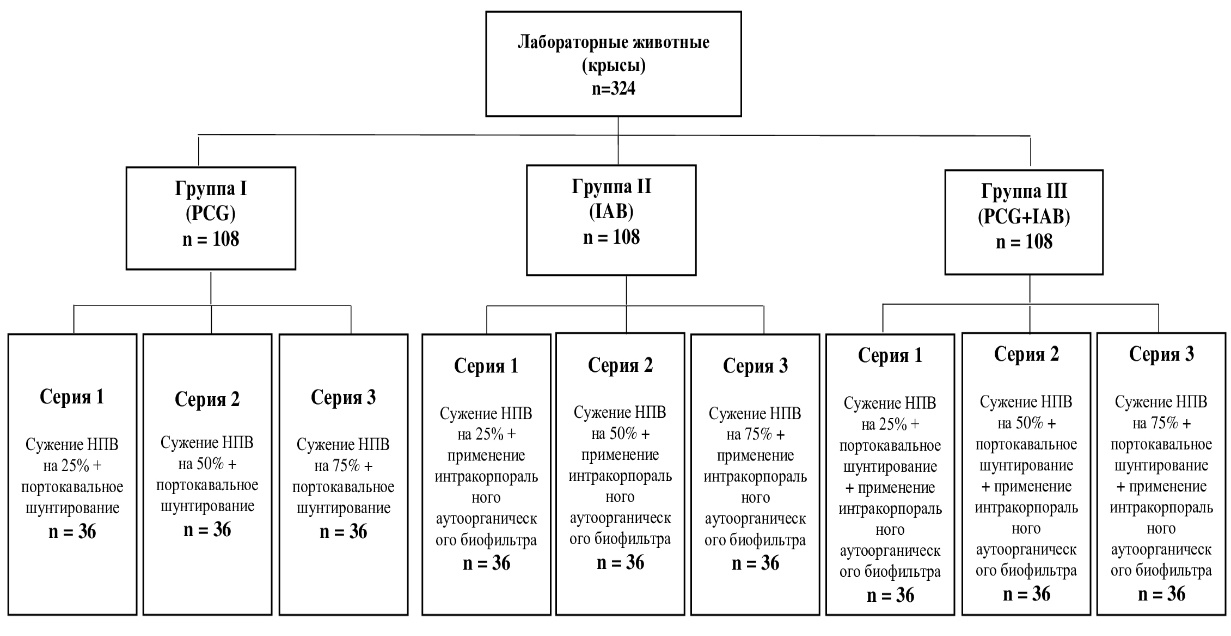 Лабораторные животные
(крысы)
n=324
Группа I
(PCG)
n = 108
Группа II
(IAB)
n = 108
Группа III
(PCG+IAB)
n = 108
Серия 1
Сужение НПВ
на 25% +
портокавальное
шунтирование
n = 36
Серия 2
Сужение НПВ
на 50% +
портокавальное
шунтирование
n = 36
Серия 3
Сужение НПВ
на 75% +
портокавальное
шунтирование
n = 36
Серия 1
Сужение НПВ
на 25% +
применение
интракорпораль
ного
аутоорганическ
ого биофильтра
n = 36
Серия 2
Сужение НПВ
на 50% +
применение
интракорпораль
ного
аутоорганическ
ого биофильтра
n = 36
Серия 3
Сужение НПВ
на 75% +
применение
интракорпораль
ного
аутоорганическ
ого биофильтра
n = 36
Серия 1
Сужение НПВ
на 25% +
портокавальное
шунтирование
+ применение
интракорпораль
ного
аутоорганическ
ого биофильтра
n = 36
Серия 2
Сужение НПВ
на 50% +
портокавальное
шунтирование
+ применение
интракорпораль
ного
аутоорганическ
ого биофильтра
n = 36
Серия 3
Сужение НПВ
на 75% +
портокавальное
шунтирование
+ применение
интракорпораль
ного
аутоорганическ
ого биофильтра
n = 36